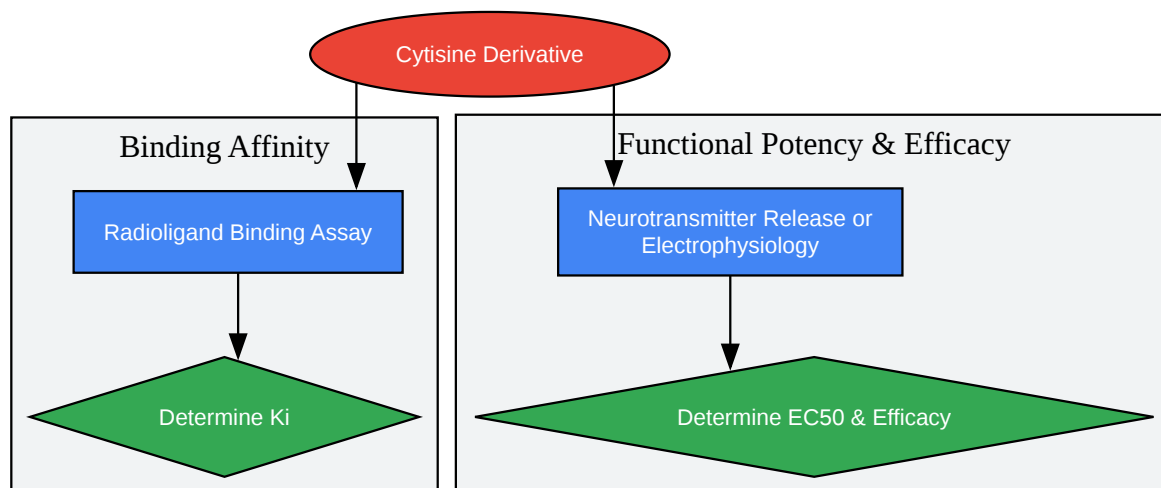 Cytisine Derivative
Binding Affinity
Functional Potency & Efficacy
Radioligand Binding Assay
Neurotransmitter Release or
Electrophysiology
Determine Ki
Determine EC50 & Efficacy